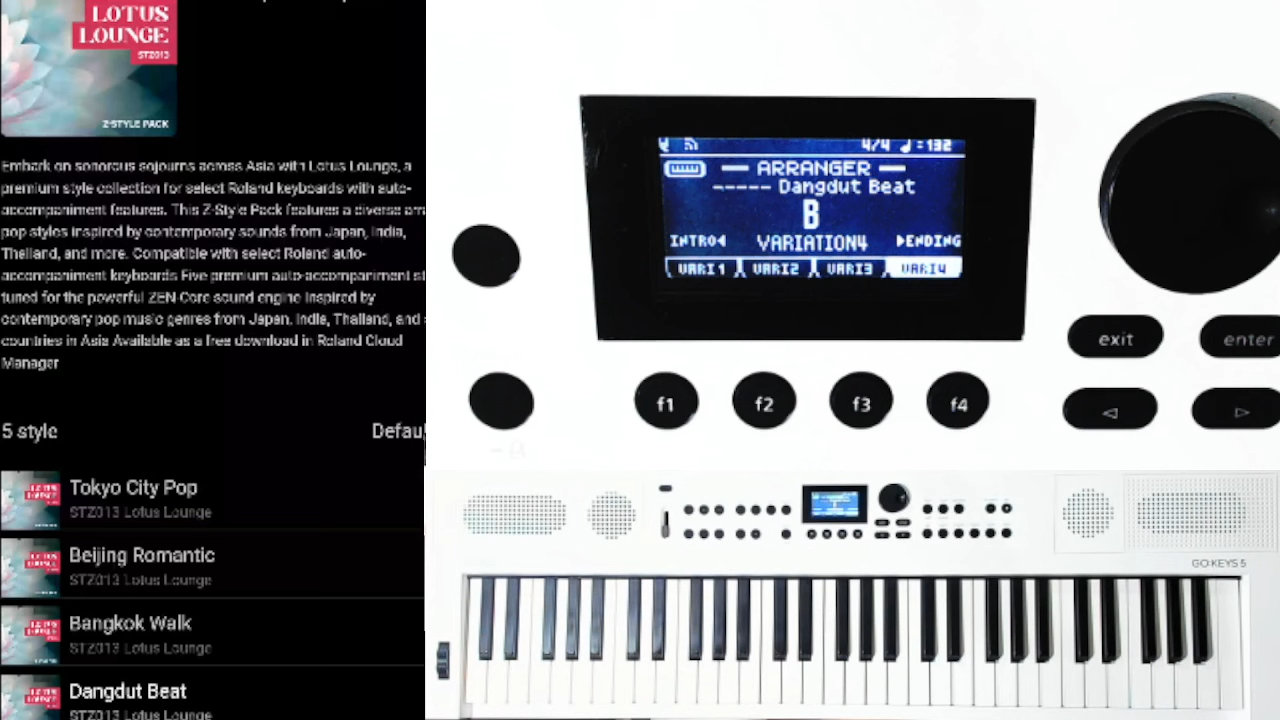 LOTUS
LOUNGE
STZ013
Z-STYLE PACK
Embark on sonorous sojourns across Asia with Lotus Lounge, a
premium style collection for select Roland keyboards with auto-
accompaniment features. This Z-Style Pack features a diverse arr
pop styles inspired by contemporary sounds from Japan, India,
Thailand, and more. Compatible with select Roland auto-
accompaniment keyboards Five premium auto-accompaniment st
tuned for the powerful ZEN-Core sound engine Inspired by
contemporary pop music genres from Japan, India, Thailand, and
countries in Asia Available as a free download in Roland Cloud
Manager
5 style
Defau
Tokyo City Pop
STZ013 Lotus Lounge
Beijing Romantic
STZ013 Lotus Lounge
Bangkok Walk
STZ013 Lotus Lounge
Dangdut Beat
STZ013 Lotus Lounge
4/4 ♩=132
ARRANGER
----- Dangdut Beat
B
INTRO◀ VARIATION4 ▶ENDING
VARI1 VARI2 VARI3 VARI4
exit enter
f1 f2 f3 f4
GO:KEYS 5